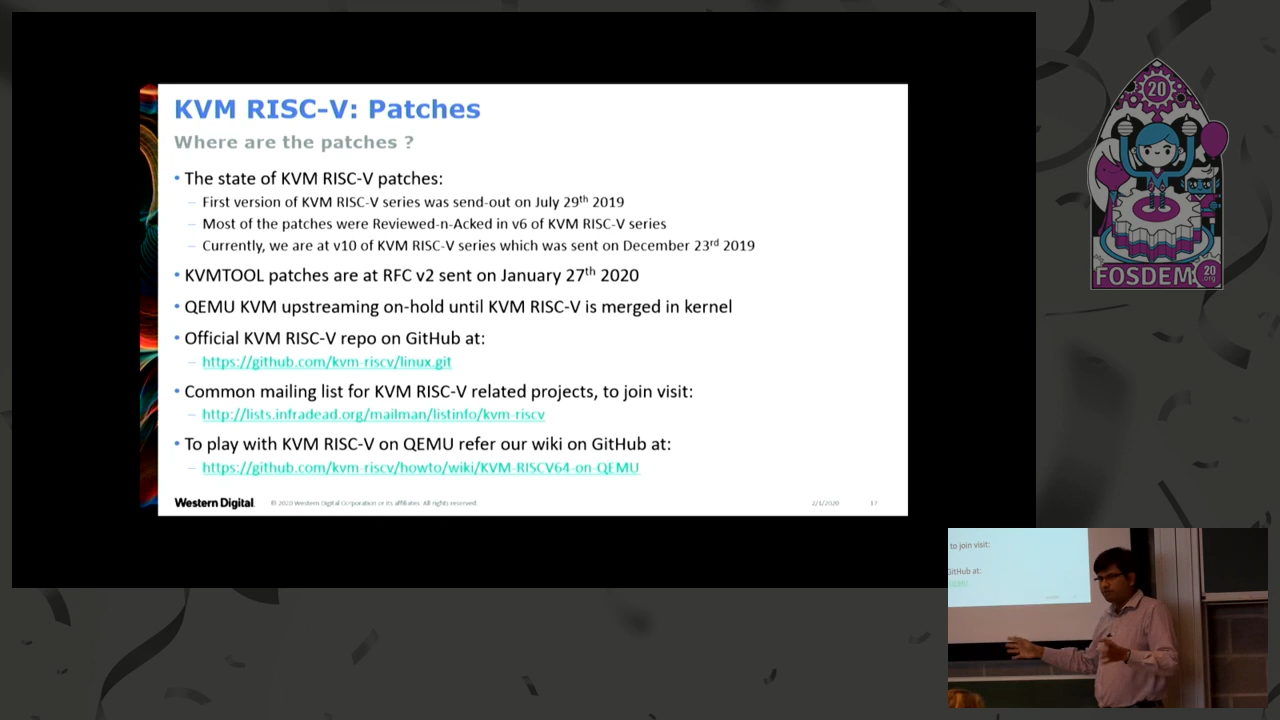 KVM RISC-V: Patches
Where are the patches ?
• The state of KVM RISC-V patches:
– First version of KVM RISC-V series was send-out on July 29th 2019
– Most of the patches were Reviewed-n-Acked in v6 of KVM RISC-V series
– Currently, we are at v10 of KVM RISC-V series which was sent on December 23rd 2019
• KVMTOOL patches are at RFC v2 sent on January 27th 2020
• QEMU KVM upstreaming on-hold until KVM RISC-V is merged in kernel
• Official KVM RISC-V repo on GitHub at:
– https://github.com/kvm-riscv/linux.git
• Common mailing list for KVM RISC-V related projects, to join visit:
– http://lists.infradead.org/mailman/listinfo/kvm-riscv
• To play with KVM RISC-V on QEMU refer our wiki on GitHub at:
– https://github.com/kvm-riscv/howto/wiki/KVM-RISCV64-on-QEMU
Western Digital.
© 2020 Western Digital Corporation or its affiliates. All rights reserved.
2/1/2020
17
20
FOSDEM
20
.org
to join visit:
GitHub at: